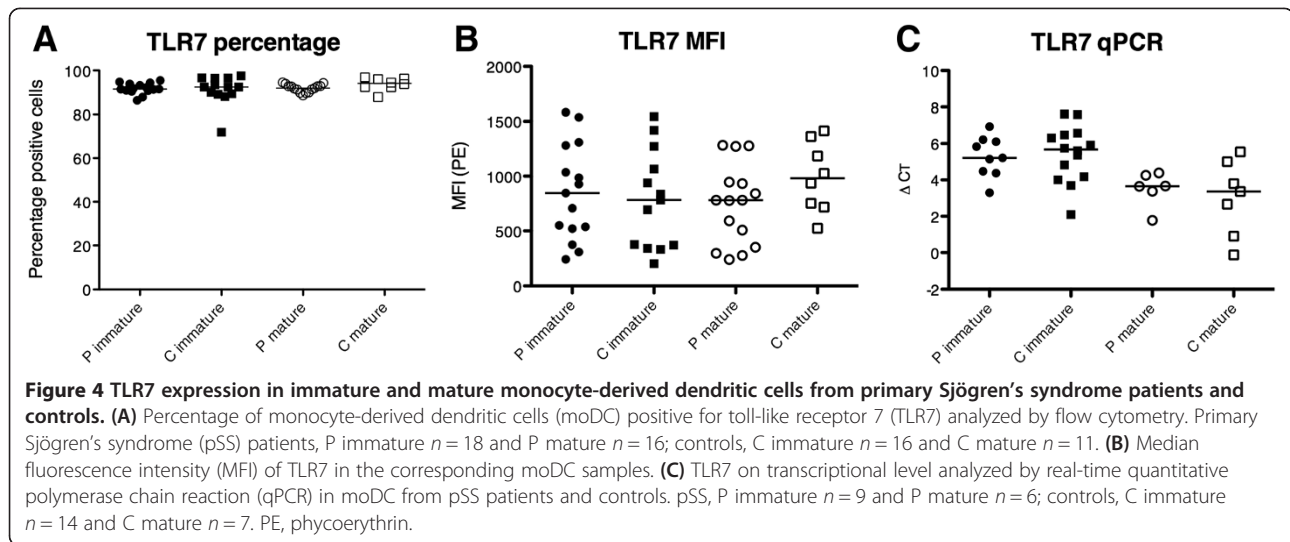 A
TLR7 percentage
Percentage positive cells
100
80
60
40
20
0
P immature
C immature
P mature
C mature
B
TLR7 MFI
MFI (PE)
2000
1500
1000
500
0
P immature
C immature
P mature
C mature
C
TLR7 qPCR
Δ CT
10
8
6
4
2
0
-2
P immature
C immature
P mature
C mature
Figure 4 TLR7 expression in immature and mature monocyte-derived dendritic cells from primary Sjögren's syndrome patients and
controls. (A) Percentage of monocyte-derived dendritic cells (moDC) positive for toll-like receptor 7 (TLR7) analyzed by flow cytometry. Primary
Sjögren's syndrome (pSS) patients, P immature n = 18 and P mature n = 16; controls, C immature n = 16 and C mature n = 11. (B) Median
fluorescence intensity (MFI) of TLR7 in the corresponding moDC samples. (C) TLR7 on transcriptional level analyzed by real-time quantitative
polymerase chain reaction (qPCR) in moDC from pSS patients and controls. pSS, P immature n = 9 and P mature n = 6; controls, C immature
n = 14 and C mature n = 7. PE, phycoerythrin.